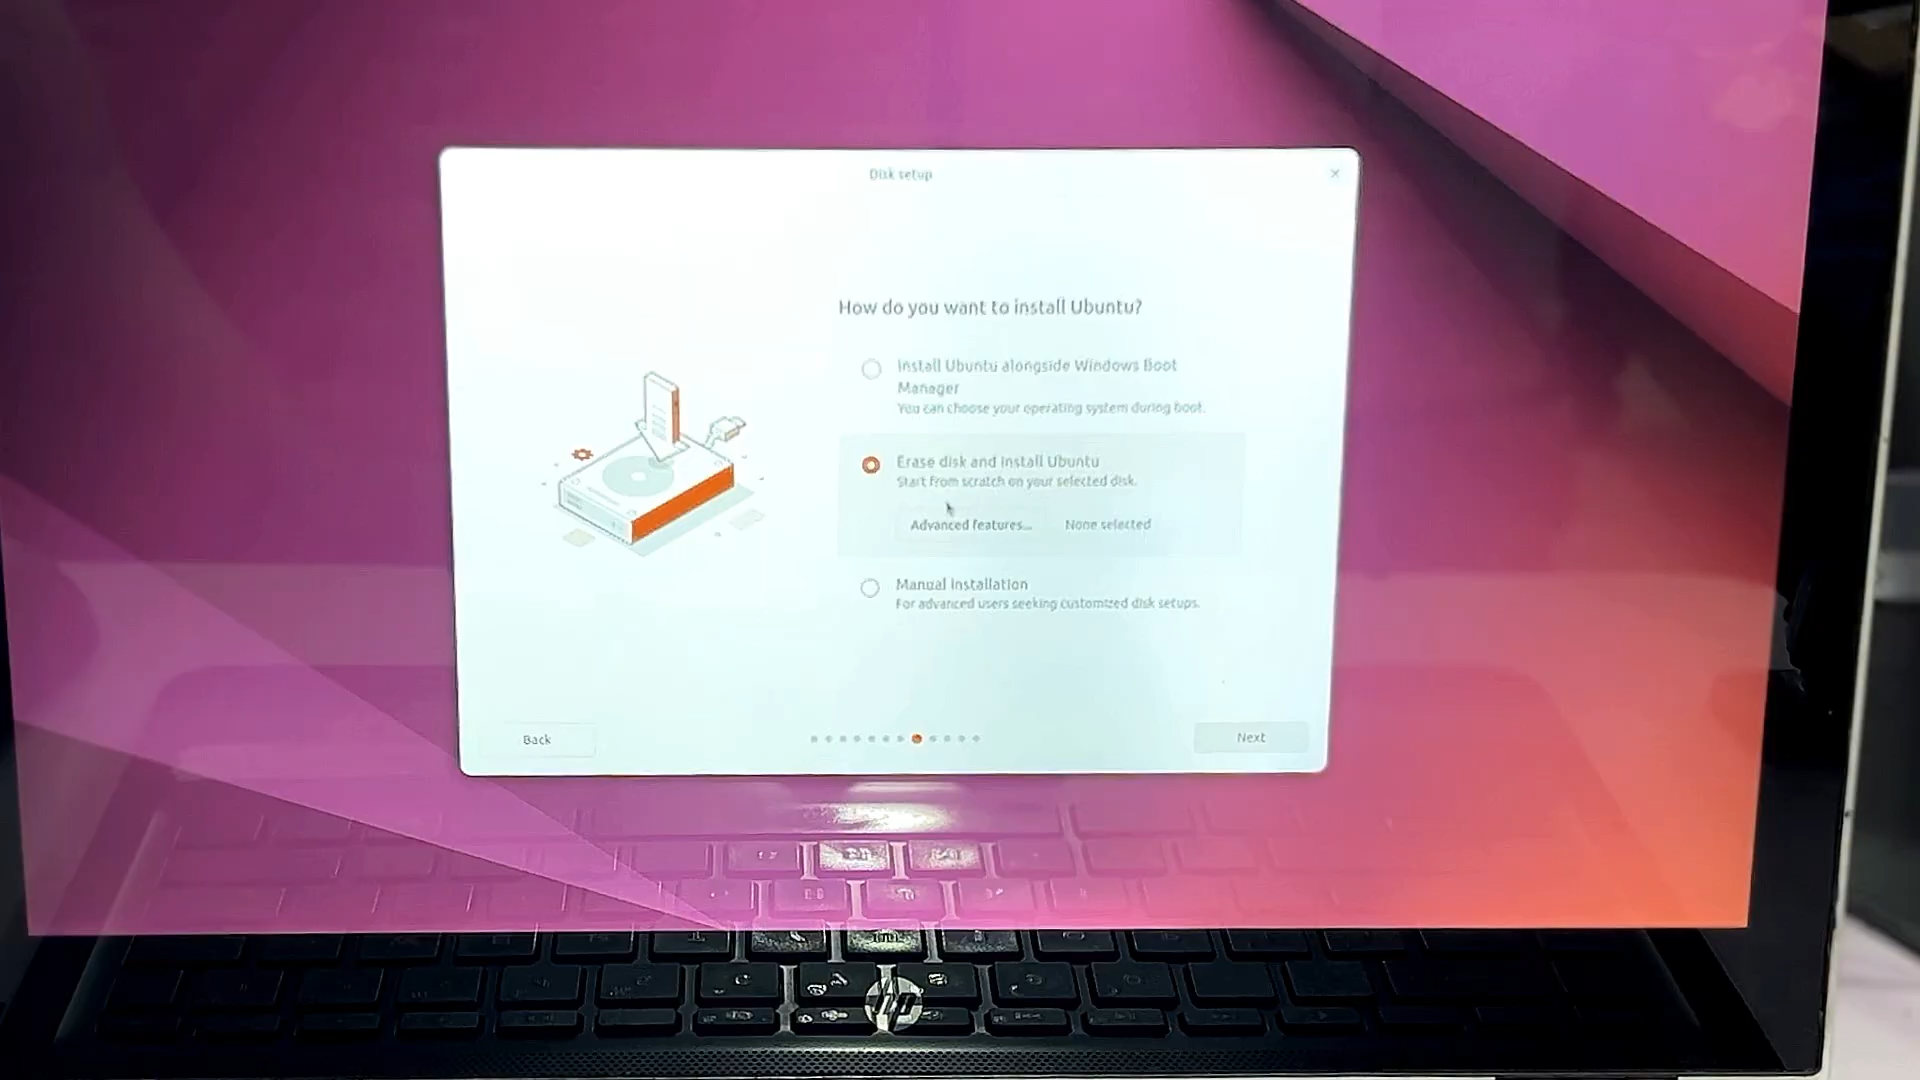 Disk setup
How do you want to install Ubuntu?
Install Ubuntu alongside Windows Boot
Manager
You can choose your operating system during boot.
Erase disk and install Ubuntu
Start from scratch on your selected disk.
Advanced features... None selected
Manual installation
For advanced users seeking customized disk setups.
Back
Next
hp